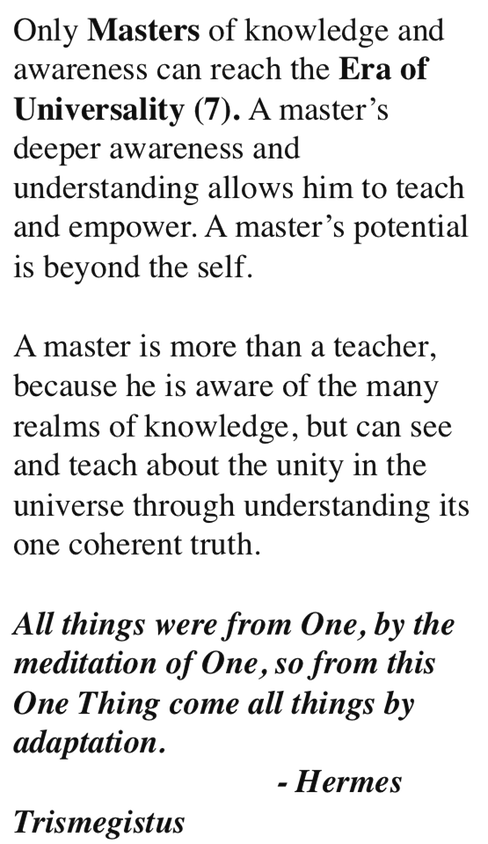 Only Masters of knowledge and
awareness can reach the Era of
Universality (7). A master’s
deeper awareness and
understanding allows him to teach
and empower. A master’s potential
is beyond the self.
A master is more than a teacher,
because he is aware of the many
realms of knowledge, but can see
and teach about the unity in the
universe through understanding its
one coherent truth.
All things were from One, by the
meditation of One, so from this
One Thing come all things by
adaptation.
- Hermes
Trismegistus